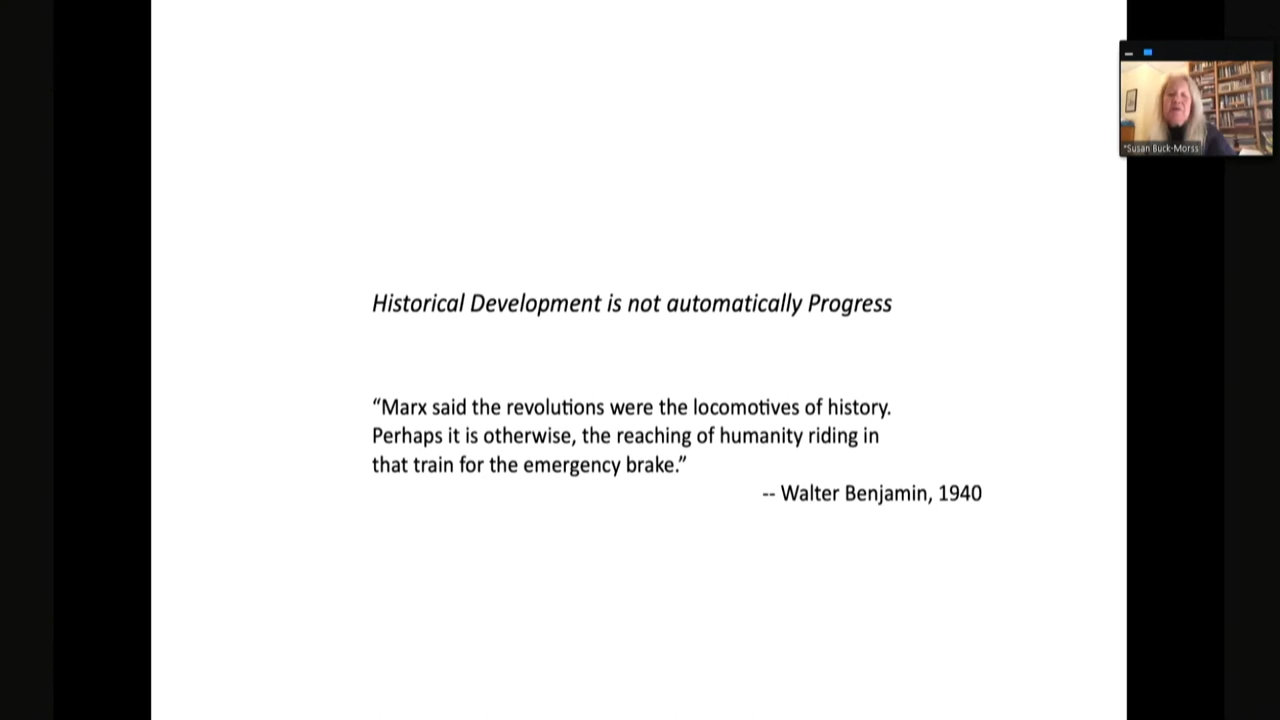 Historical Development is not automatically Progress
“Marx said the revolutions were the locomotives of history.
Perhaps it is otherwise, the reaching of humanity riding in
that train for the emergency brake.”
-- Walter Benjamin, 1940
*Susan Buck-Morss